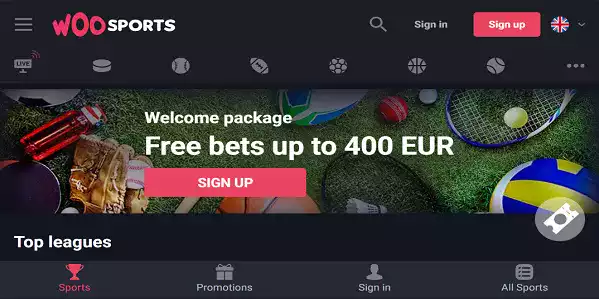 WOO SPORTS
Sign in
Sign up
LIVE
Welcome package
Free bets up to 400 EUR
SIGN UP
Top leagues
Sports
Promotions
Sign in
All Sports